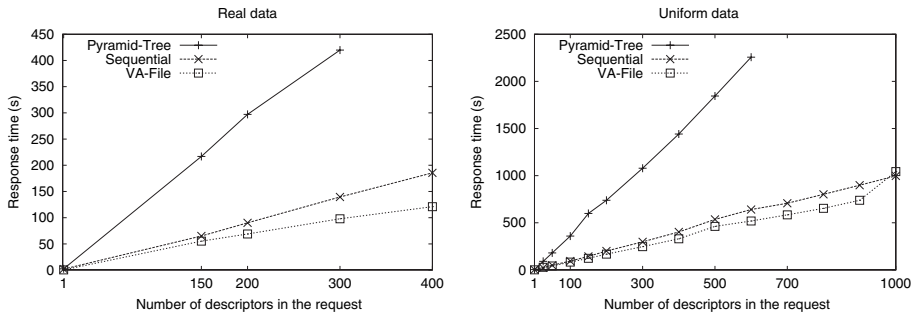 Real data
450
400
350
300
250
200
150
100
50
0
Response time (s)
Pyramid-Tree
Sequential
VA-File
1 150 200 300 400
Number of descriptors in the request
Uniform data
2500
2000
1500
1000
500
0
Response time (s)
Pyramid-Tree
Sequential
VA-File
1 100 300 500 700 1000
Number of descriptors in the request